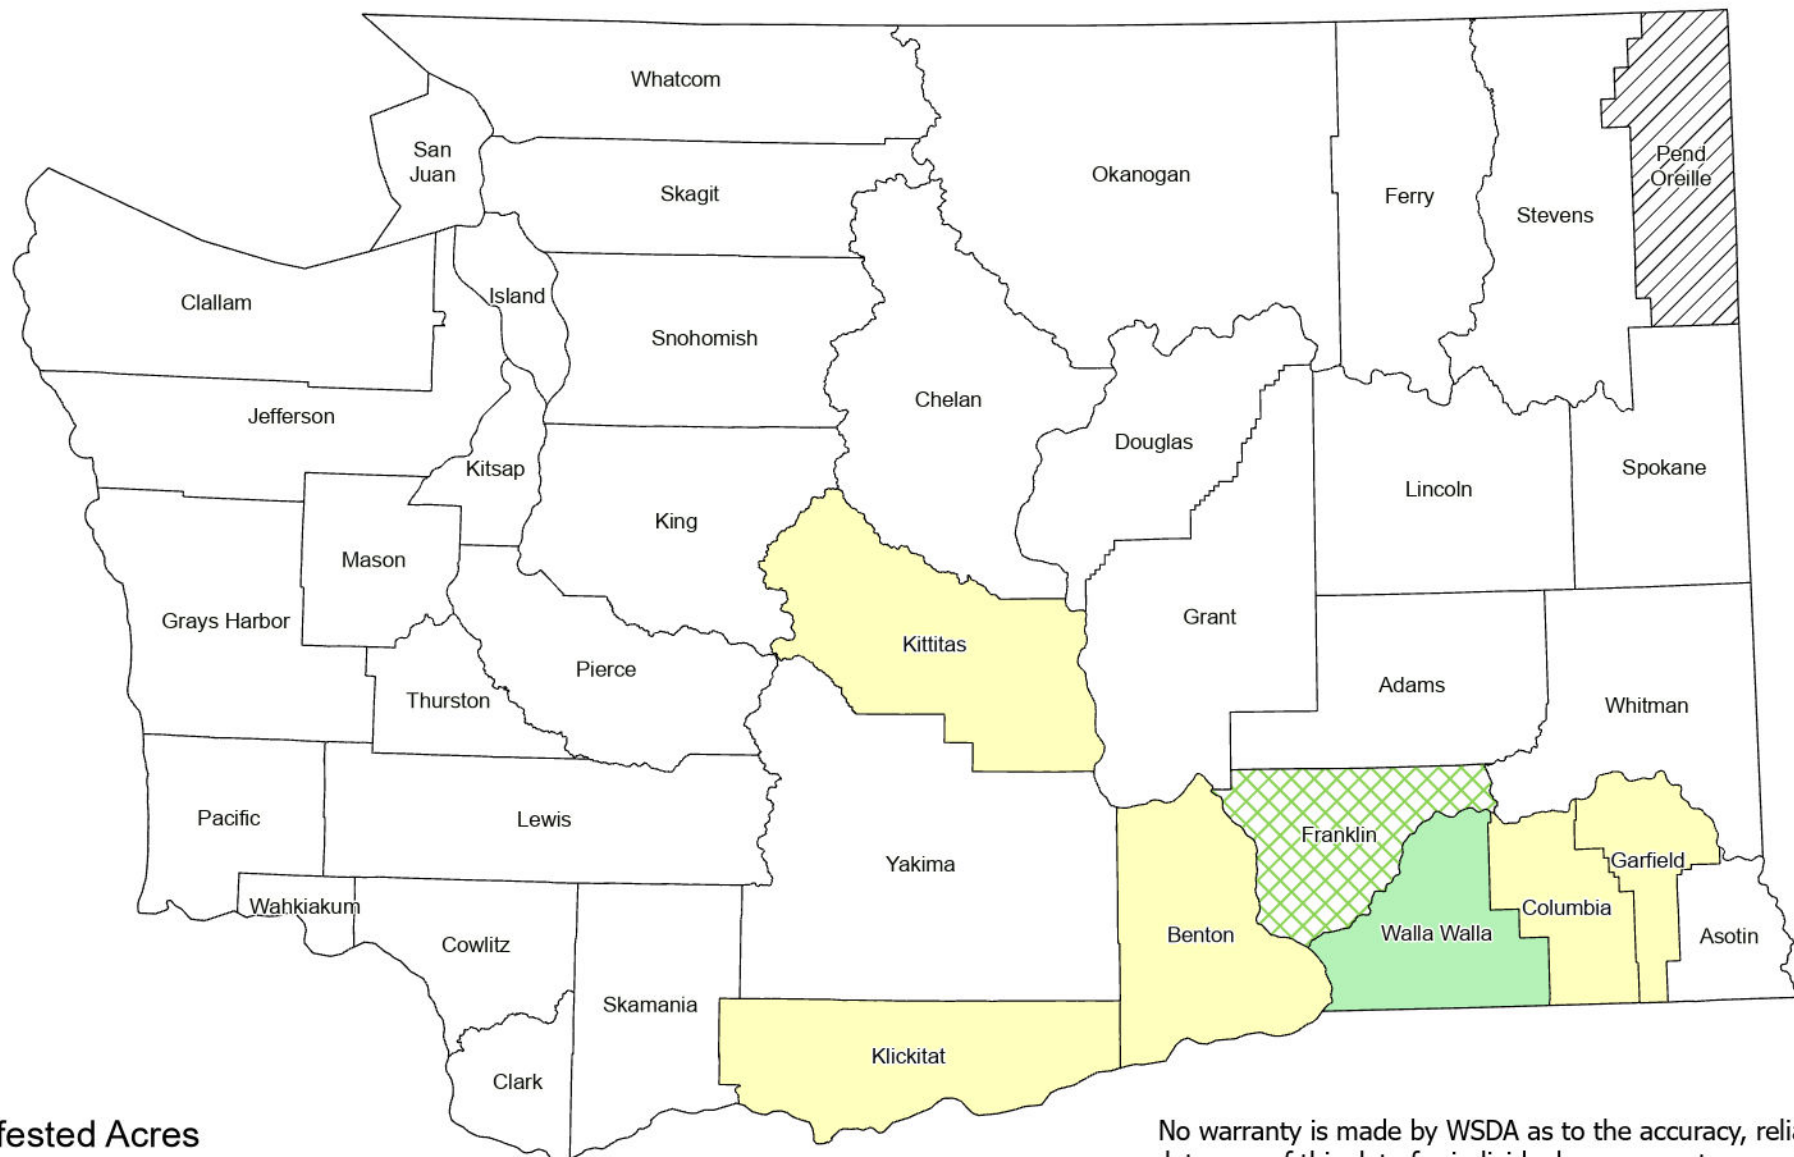 Whatcom
San
Juan
Skagit
Okanogan
Ferry
Stevens
Pend
Oreille
Clallam
Island
Snohomish
Chelan
Jefferson
Kitsap
Douglas
Lincoln
Spokane
King
Mason
Grays Harbor
Kittitas
Grant
Pierce
Thurston
Adams
Whitman
Pacific
Lewis
Yakima
Franklin
Garfield
Wahkiakum
Columbia
Cowlitz
Benton
Walla Walla
Asotin
Skamania
Klickitat
Clark
fested Acres
No warranty is made by WSDA as to the accuracy, relia